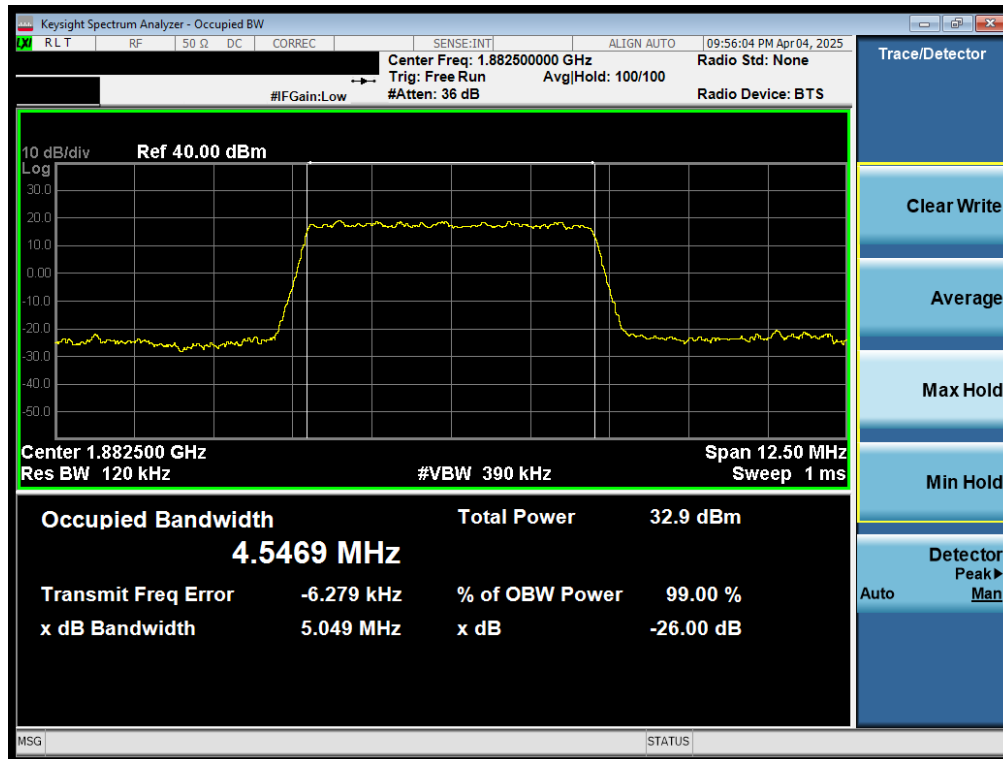 Keysight Spectrum Analyzer - Occupied BW
LXI RLT RF 50 Ω DC CORREC SENSE:INT ALIGN AUTO 09:56:04 PM Apr 04, 2025
Center Freq: 1.882500000 GHz Radio Std: None
Trig: Free Run Avg|Hold: 100/100
#IFGain:Low #Atten: 36 dB Radio Device: BTS
10 dB/div Ref 40.00 dBm
Log
30.0
20.0
10.0
0.00
-10.0
-20.0
-30.0
-40.0
-50.0
Center 1.882500 GHz Span 12.50 MHz
Res BW 120 kHz #VBW 390 kHz Sweep 1 ms
Occupied Bandwidth Total Power 32.9 dBm
4.5469 MHz
Transmit Freq Error -6.279 kHz % of OBW Power 99.00 %
x dB Bandwidth 5.049 MHz x dB -26.00 dB
MSG STATUS
Trace/Detector
Clear Write
Average
Max Hold
Min Hold
Detector
Peak▶
Auto Man